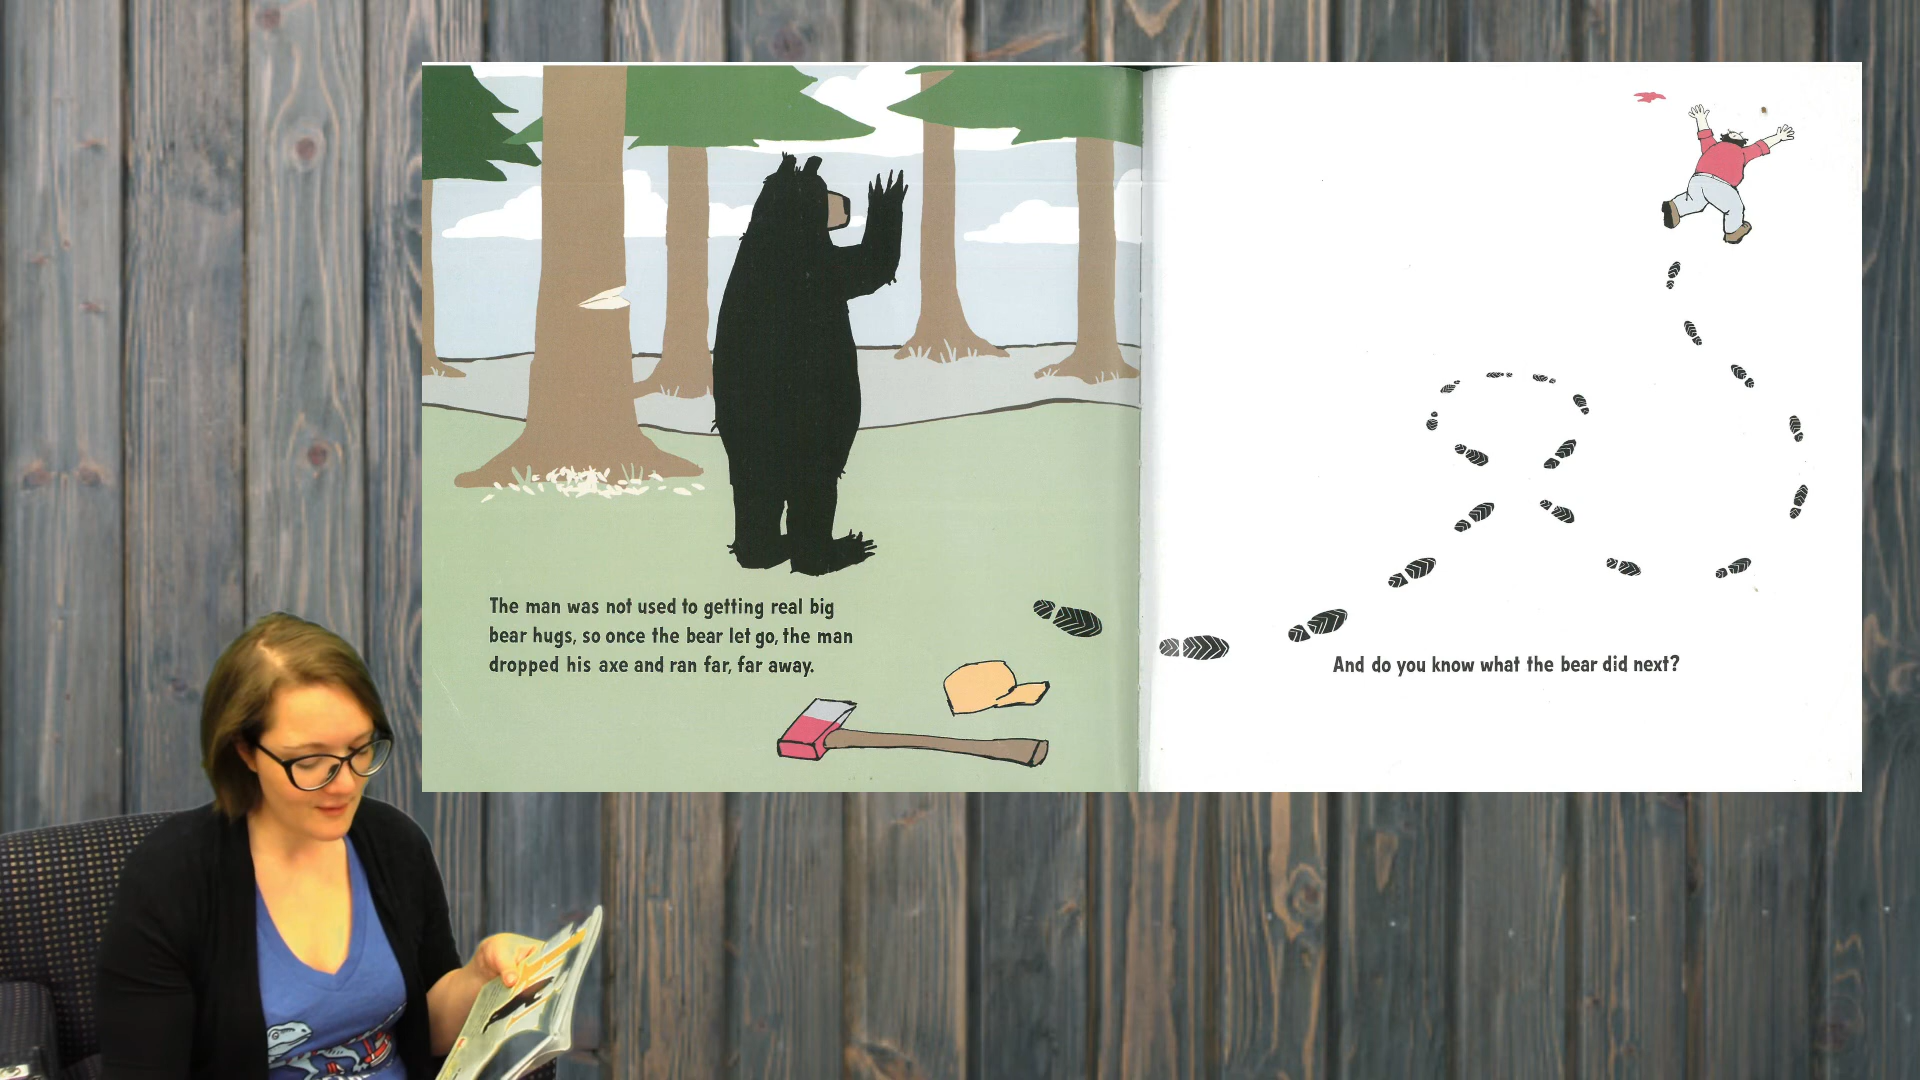 The man was not used to getting real big
bear hugs, so once the bear let go, the man
dropped his axe and ran far, far away.
And do you know what the bear did next?